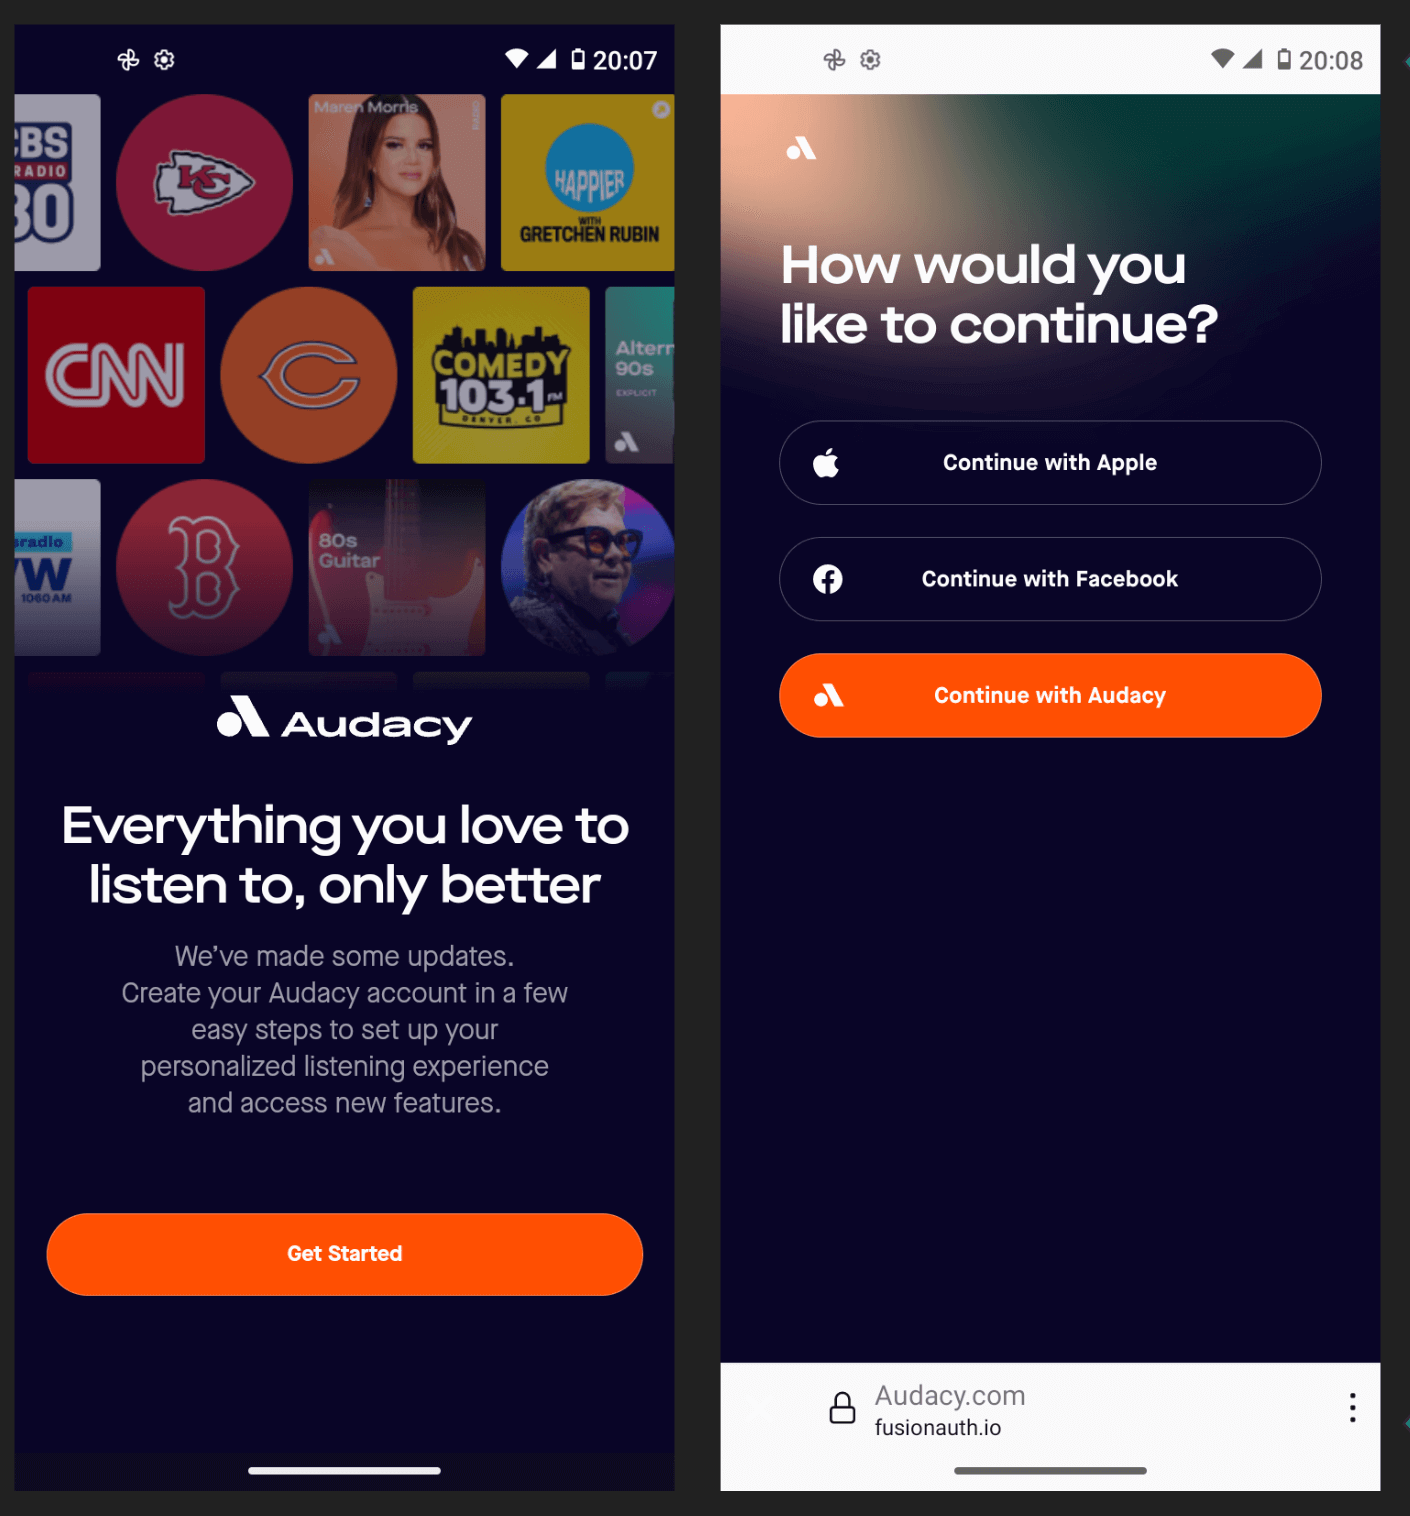 20:07
CBS
RADIO
80
KC
Maren Morris
HAPPIER
WITH
GRETCHEN RUBIN
CNN
C
COMEDY
103.1 FM
DENVER, CO
Altern
90s
EXPLICIT
sradio
YW
1060 AM
B
80s
Guitar
Audacy
Everything you love to
listen to, only better
We’ve made some updates.
Create your Audacy account in a few
easy steps to set up your
personalized listening experience
and access new features.
Get Started
20:08
How would you
like to continue?
Continue with Apple
Continue with Facebook
Continue with Audacy
Audacy.com
fusionauth.io